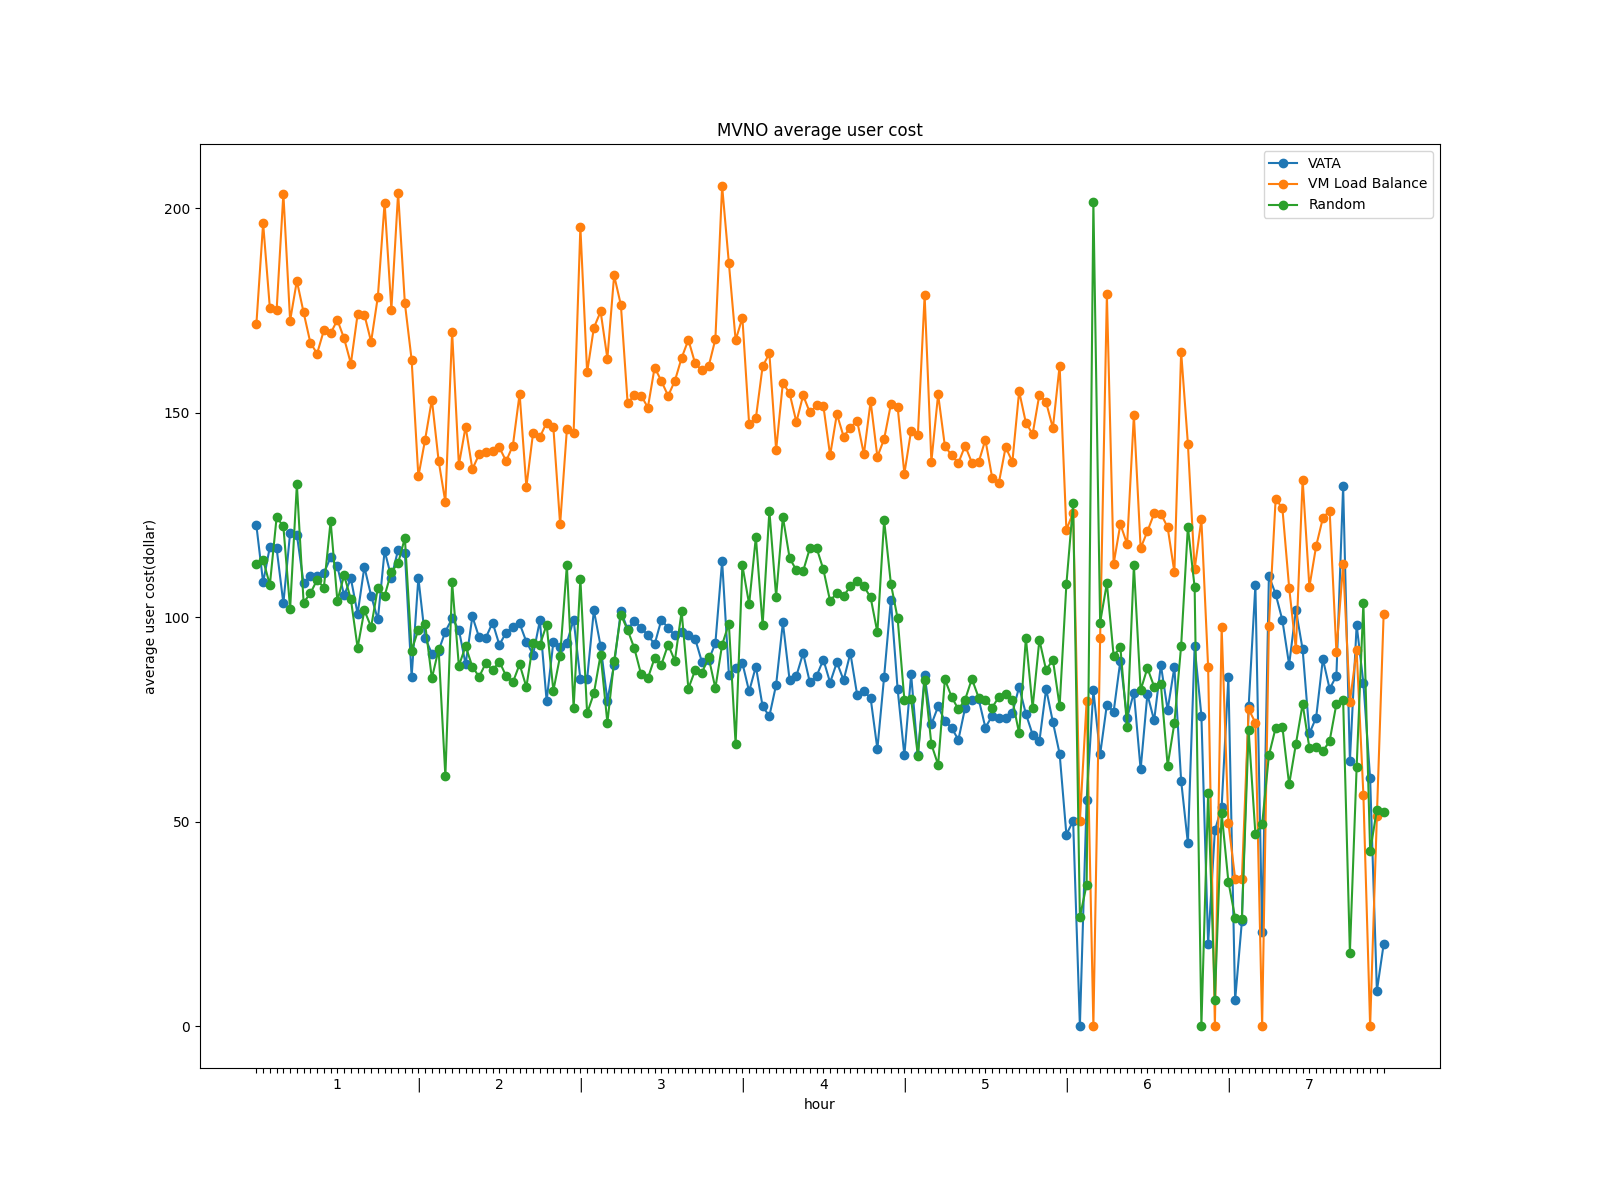 MVNO average user cost
VATA
VM Load Balance
Random
average user cost(dollar)
200
150
100
50
0
1 | 2 | 3 | 4 | 5 | 6 | 7
hour